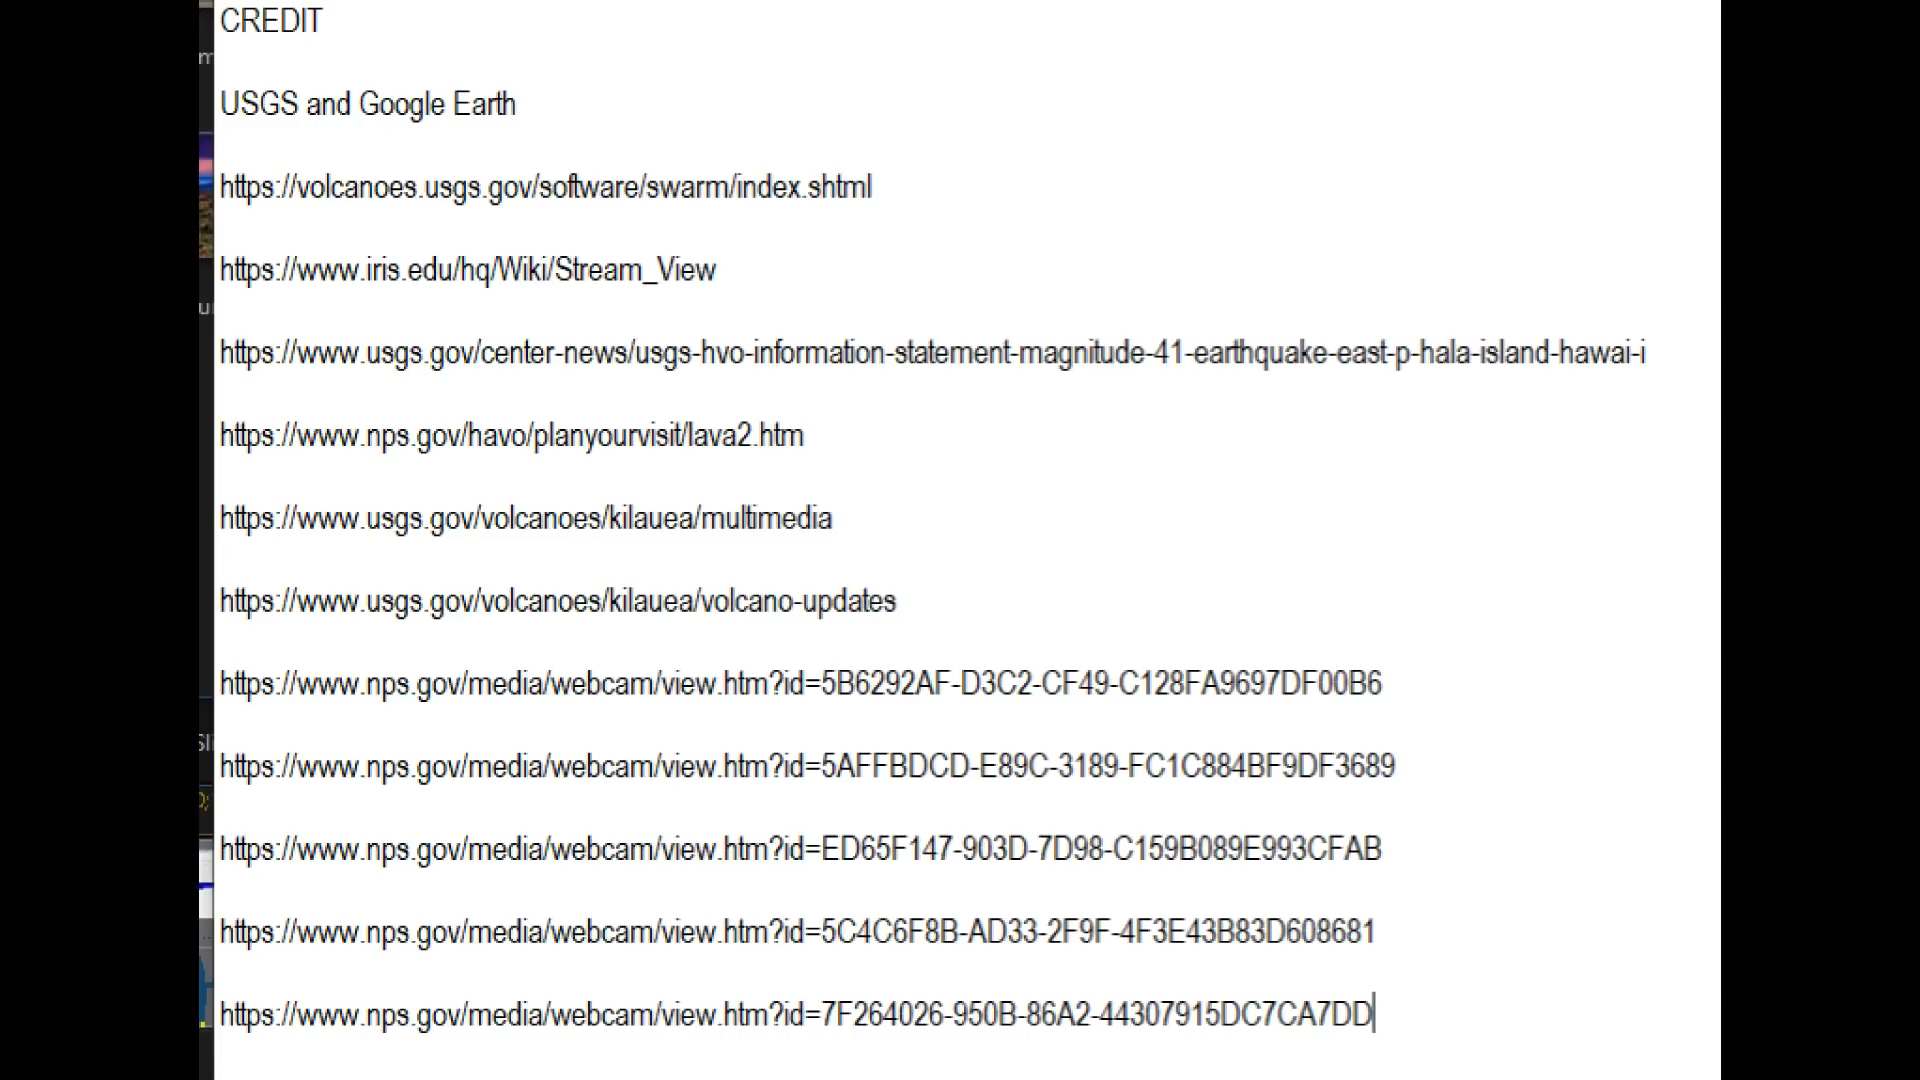 CREDIT
USGS and Google Earth
https://volcanoes.usgs.gov/software/swarm/index.shtml
https://www.iris.edu/hq/Wiki/Stream_View
https://www.usgs.gov/center-news/usgs-hvo-information-statement-magnitude-41-earthquake-east-p-hala-island-hawai-i
https://www.nps.gov/havo/planyourvisit/lava2.htm
https://www.usgs.gov/volcanoes/kilauea/multimedia
https://www.usgs.gov/volcanoes/kilauea/volcano-updates
https://www.nps.gov/media/webcam/view.htm?id=5B6292AF-D3C2-CF49-C128FA9697DF00B6
https://www.nps.gov/media/webcam/view.htm?id=5AFFBDCD-E89C-3189-FC1C884BF9DF3689
https://www.nps.gov/media/webcam/view.htm?id=ED65F147-903D-7D98-C159B089E993CFAB
https://www.nps.gov/media/webcam/view.htm?id=5C4C6F8B-AD33-2F9F-4F3E43B83D608681
https://www.nps.gov/media/webcam/view.htm?id=7F264026-950B-86A2-44307915DC7CA7DD